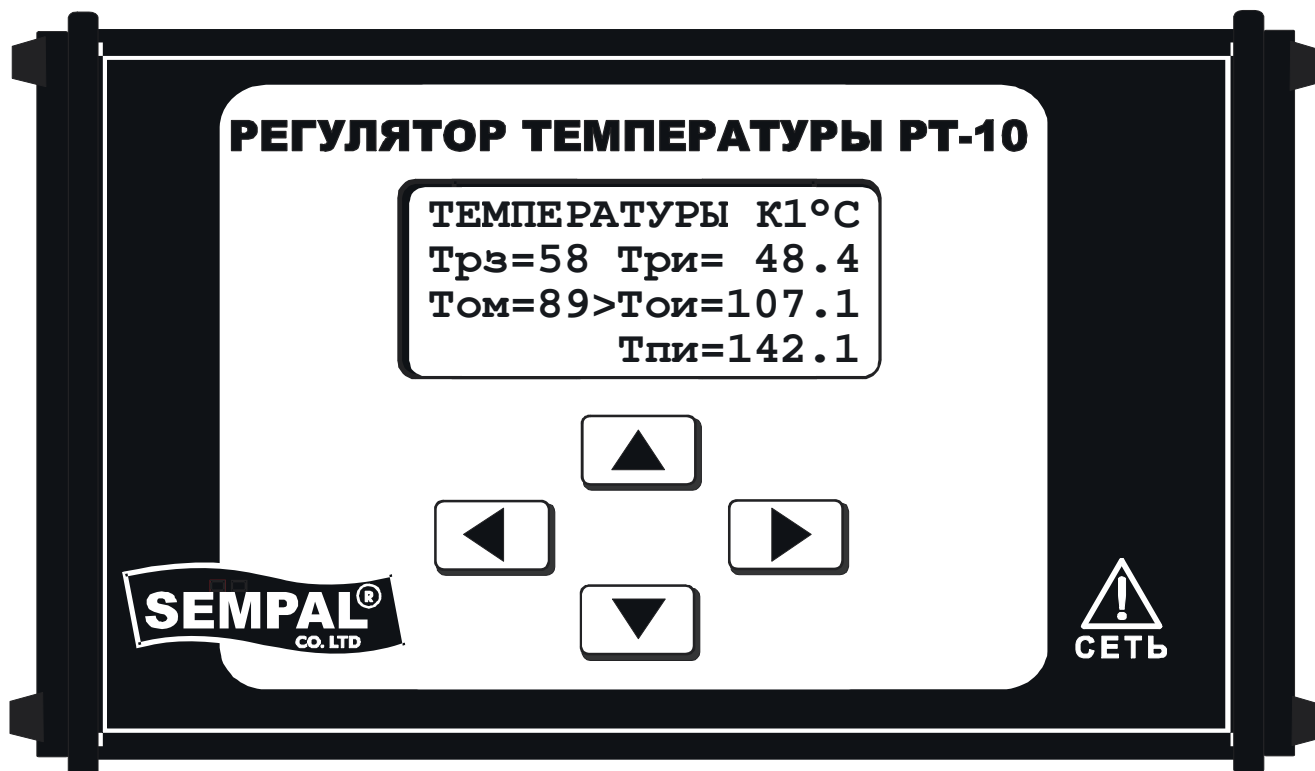 РЕГУЛЯТОР ТЕМПЕРАТУРЫ РТ-10
ТЕМПЕРАТУРЫ К1°С
Трз=58 Три= 48.4
Том=89>Тои=107.1
Тпи=142.1
SEMPAL®
CO. LTD
СЕТЬ